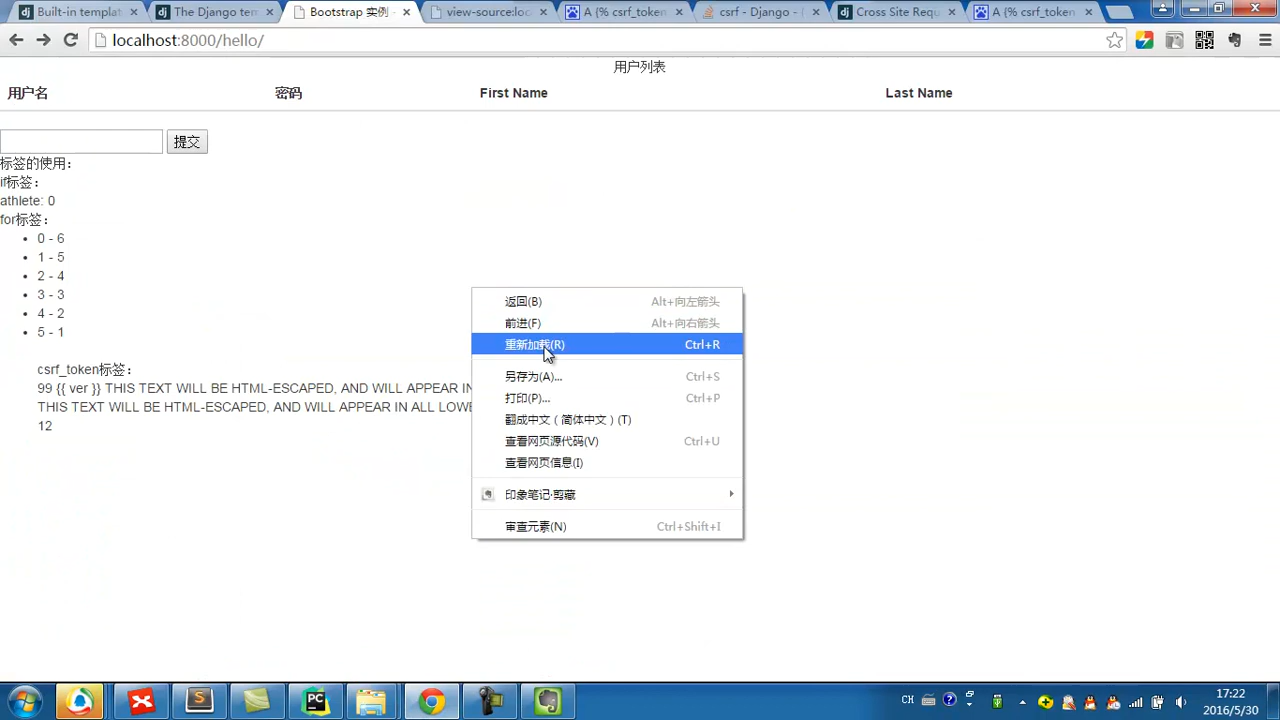 Built-in templat
The Django tem
Bootstrap 实例 -
view-source:loc
A {% csrf_token
csrf - Django -
Cross Site Requ
A {% csrf_token
localhost:8000/hello/
用户列表
用户名 密码 First Name Last Name
提交
标签的使用：
if标签：
athlete: 0
for标签：
0 - 6
1 - 5
2 - 4
3 - 3
4 - 2
5 - 1
csrf_token标签：
99 {{ ver }} THIS TEXT WILL BE HTML-ESCAPED, AND WILL APPEAR IN
THIS TEXT WILL BE HTML-ESCAPED, AND WILL APPEAR IN ALL LOWE
12
返回(B) Alt+向左箭头
前进(F) Alt+向右箭头
重新加载(R) Ctrl+R
另存为(A)... Ctrl+S
打印(P)... Ctrl+P
翻成中文（简体中文）(T)
查看网页源代码(V) Ctrl+U
查看网页信息(I)
印象笔记·剪藏
审查元素(N) Ctrl+Shift+I
CH
17:22
2016/5/30